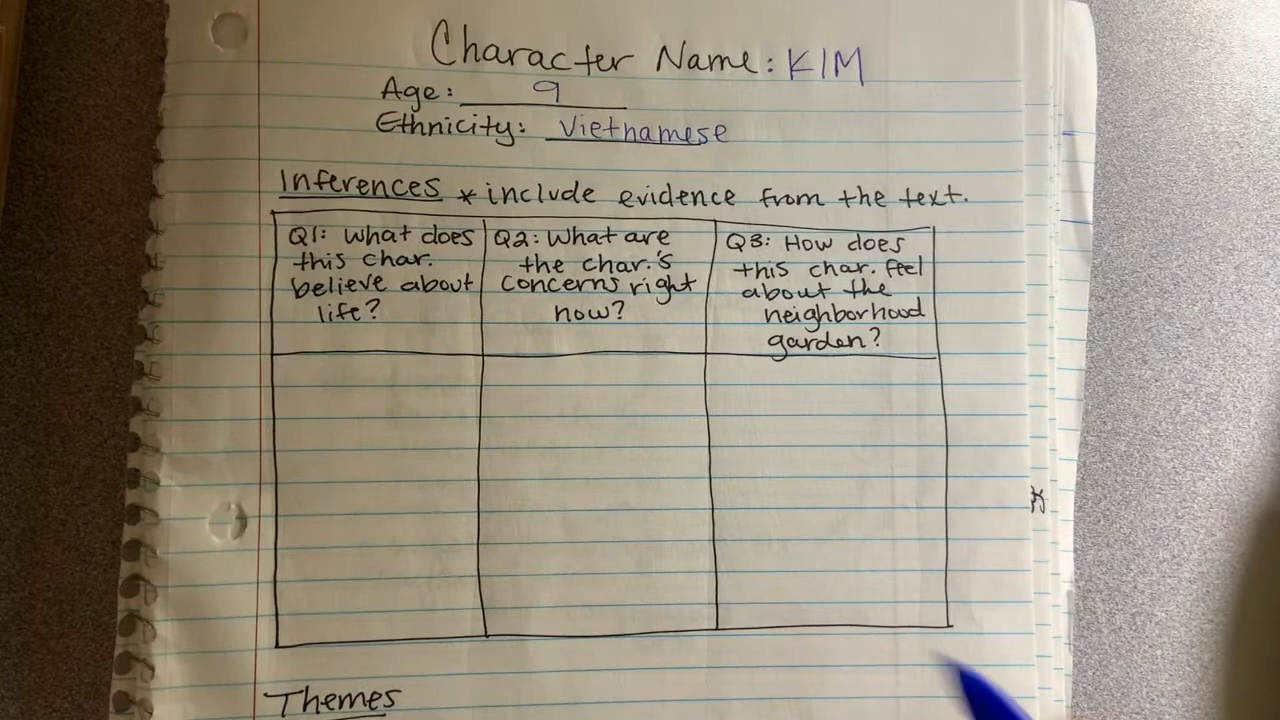 Character Name: KIM
Age: 9
Ethnicity: Vietnamese
Inferences *include evidence from the text.
Q1: What does
this char.
believe about
life?
Q2: What are
the char.'s
concerns right
now?
Q3: How does
this char. feel
about the
neighborhood
garden?
Themes